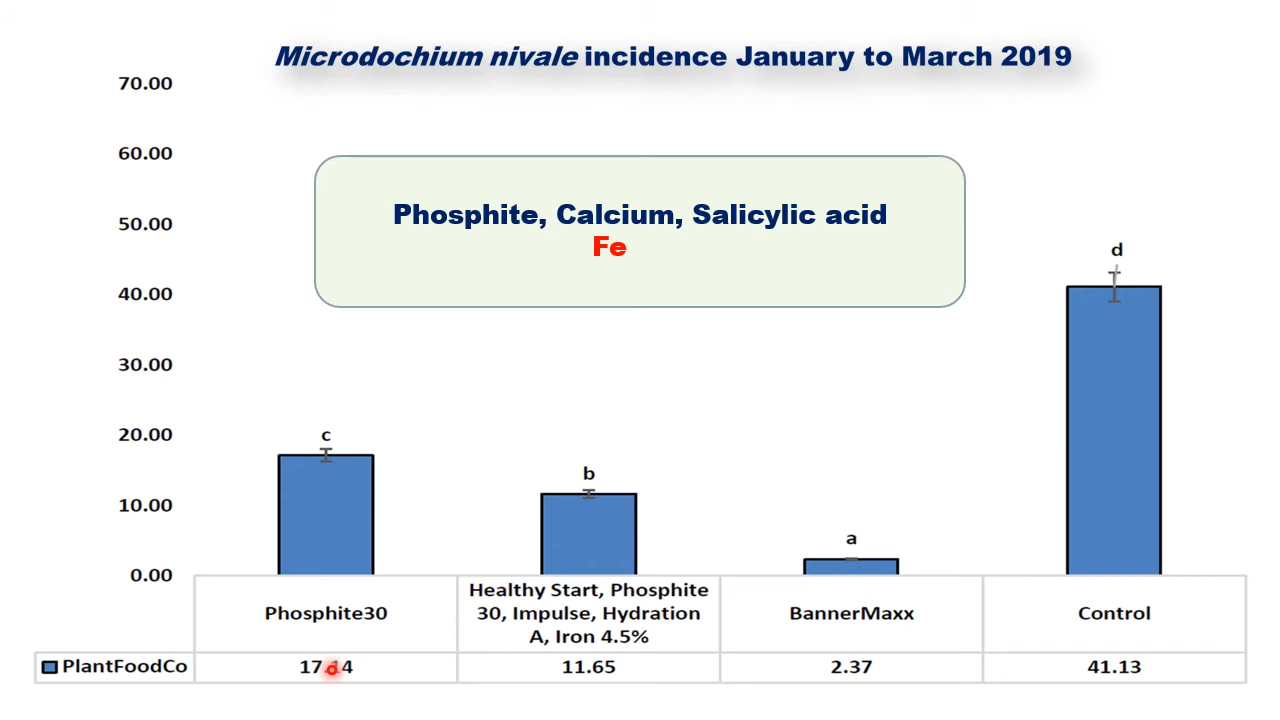 Microdochium nivale incidence January to March 2019
70.00
60.00
50.00
40.00
30.00
20.00
10.00
0.00
Phosphite, Calcium, Salicylic acid
Fe
c
b
a
d
Phosphite30
Healthy Start, Phosphite
30, Impulse, Hydration
A, Iron 4.5%
BannerMaxx
Control
PlantFoodCo
17.14
11.65
2.37
41.13